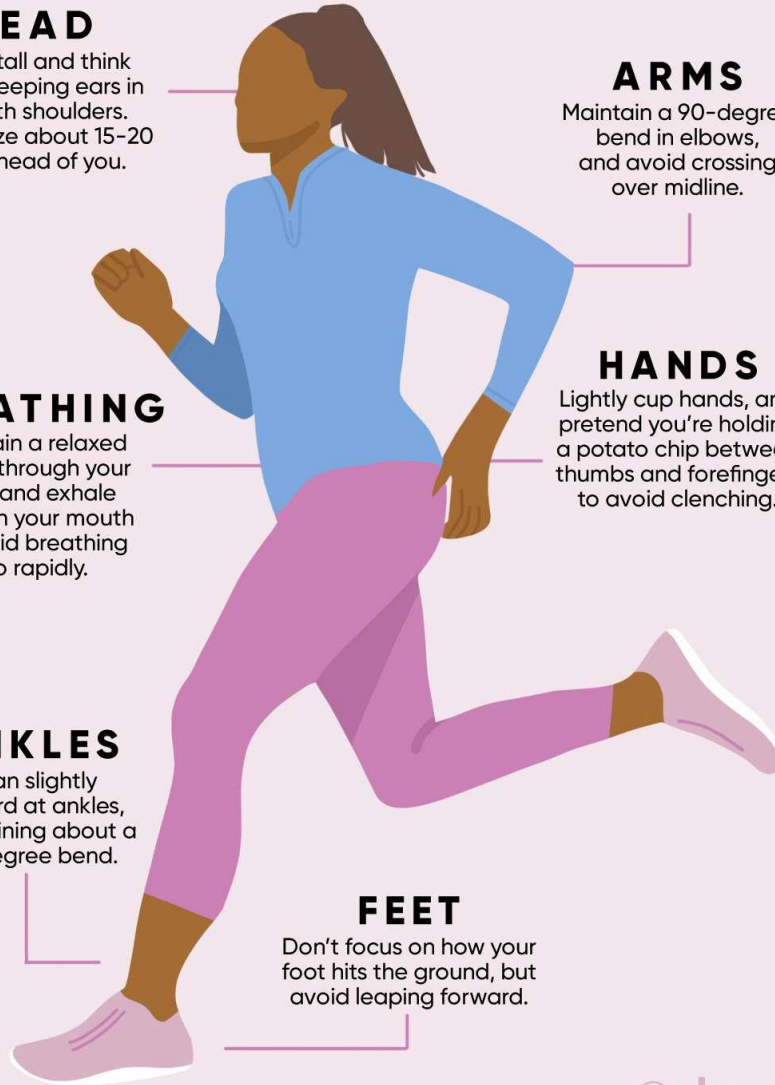 EAD
tall and think
eeping ears in
th shoulders.
ze about 15-20
head of you.
ARMS
Maintain a 90-degre
bend in elbows,
and avoid crossing
over midline.
HANDS
Lightly cup hands, an
pretend you're holdin
a potato chip betwee
thumbs and forefinge
to avoid clenching.
ATHING
ain a relaxed
through your
and exhale
h your mouth
id breathing
o rapidly.
KLES
an slightly
rd at ankles,
ining about a
egree bend.
FEET
Don't focus on how your
foot hits the ground, but
avoid leaping forward.